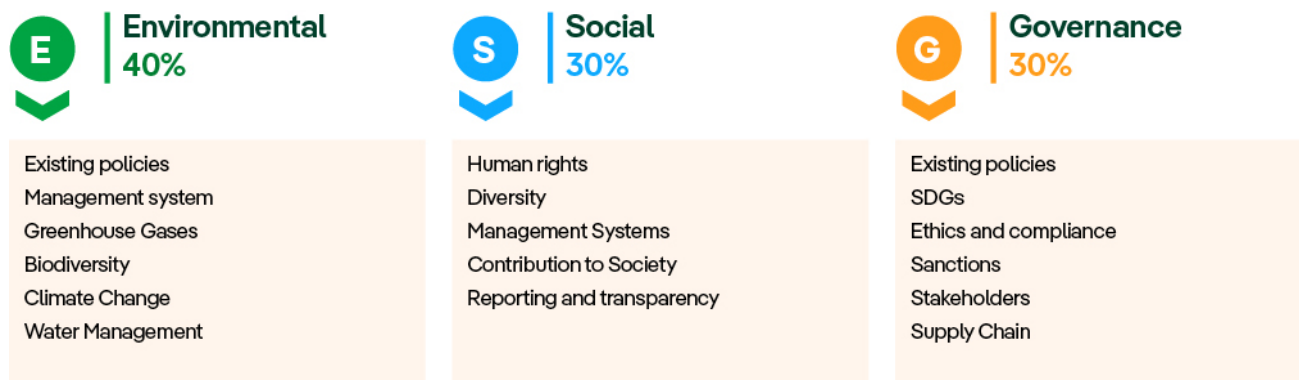 E
Environmental
40%
Existing policies
Management system
Greenhouse Gases
Biodiversity
Climate Change
Water Management
S
Social
30%
Human rights
Diversity
Management Systems
Contribution to Society
Reporting and transparency
G
Governance
30%
Existing policies
SDGs
Ethics and compliance
Sanctions
Stakeholders
Supply Chain